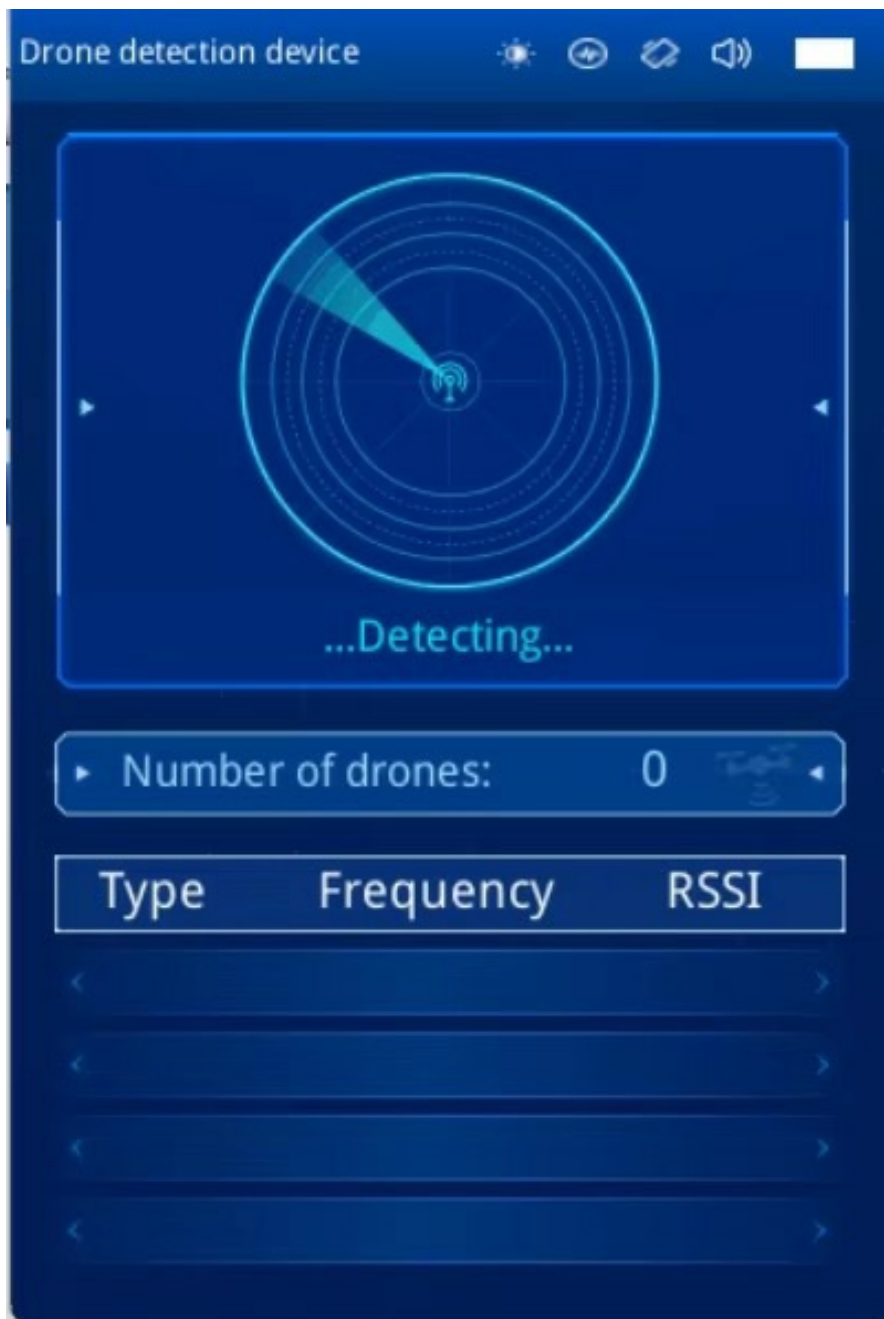 Drone detection device
...Detecting...
Number of drones: 0
Type Frequency RSSI